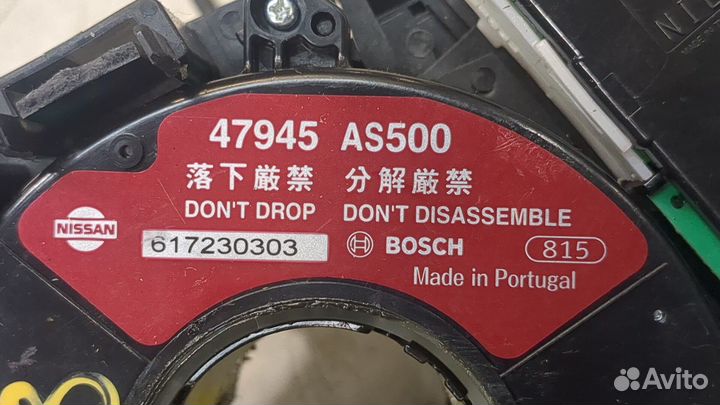 47945 AS500
落下厳禁 分解厳禁
DON'T DROP DON'T DISASSEMBLE
NISSAN
617230303
BOSCH
815
Made in Portugal
Avito